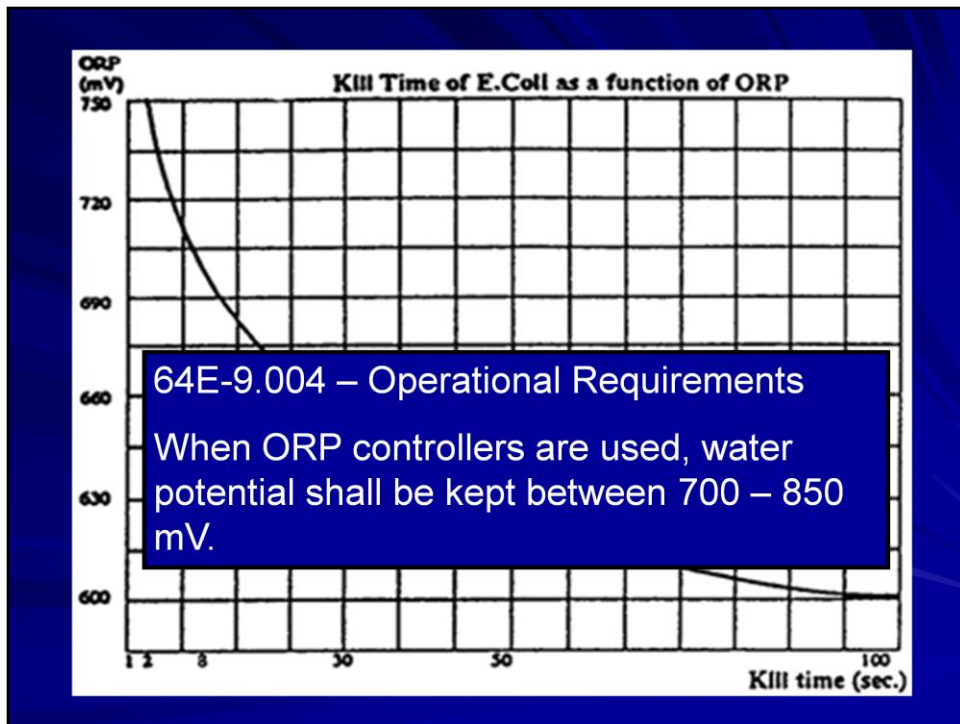 ORP
(mV)
Kill Time of E.Coli as a function of ORP
750
720
690
660
630
600
64E-9.004 – Operational Requirements
When ORP controllers are used, water
potential shall be kept between 700 – 850
mV.
1 2 8 30 50 100
Kill time (sec.)